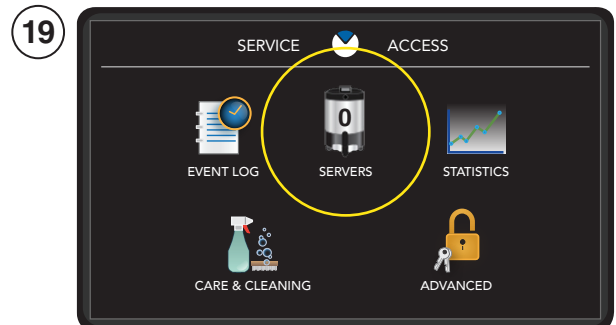 19
SERVICE ACCESS
0
EVENT LOG SERVERS STATISTICS
CARE & CLEANING ADVANCED